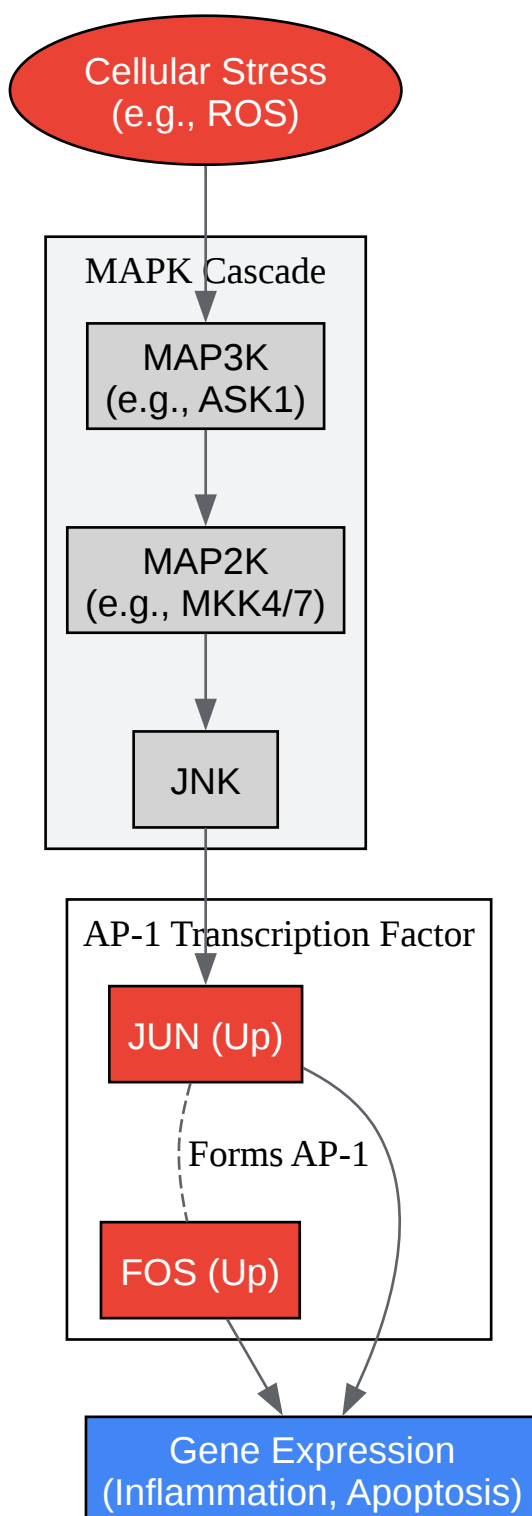 Cellular Stress
(e.g., ROS)
MAPK Cascade
MAP3K
(e.g., ASK1)
MAP2K
(e.g., MKK4/7)
JNK
AP-1 Transcription Factor
JUN (Up)
Forms AP-1
FOS (Up)
Gene Expression
(Inflammation, Apoptosis)